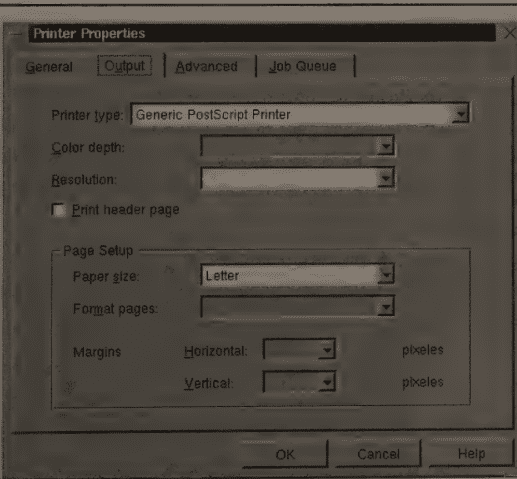 Printer Properties
General Output Advanced Job Queue
Printer type: Generic PostScript Printer
Color depth:
Resolution:
Print header page
Page Setup
Paper size: Letter
Format pages:
Margins Horizontal: pixeles
Vertical: pixeles
OK Cancel Help